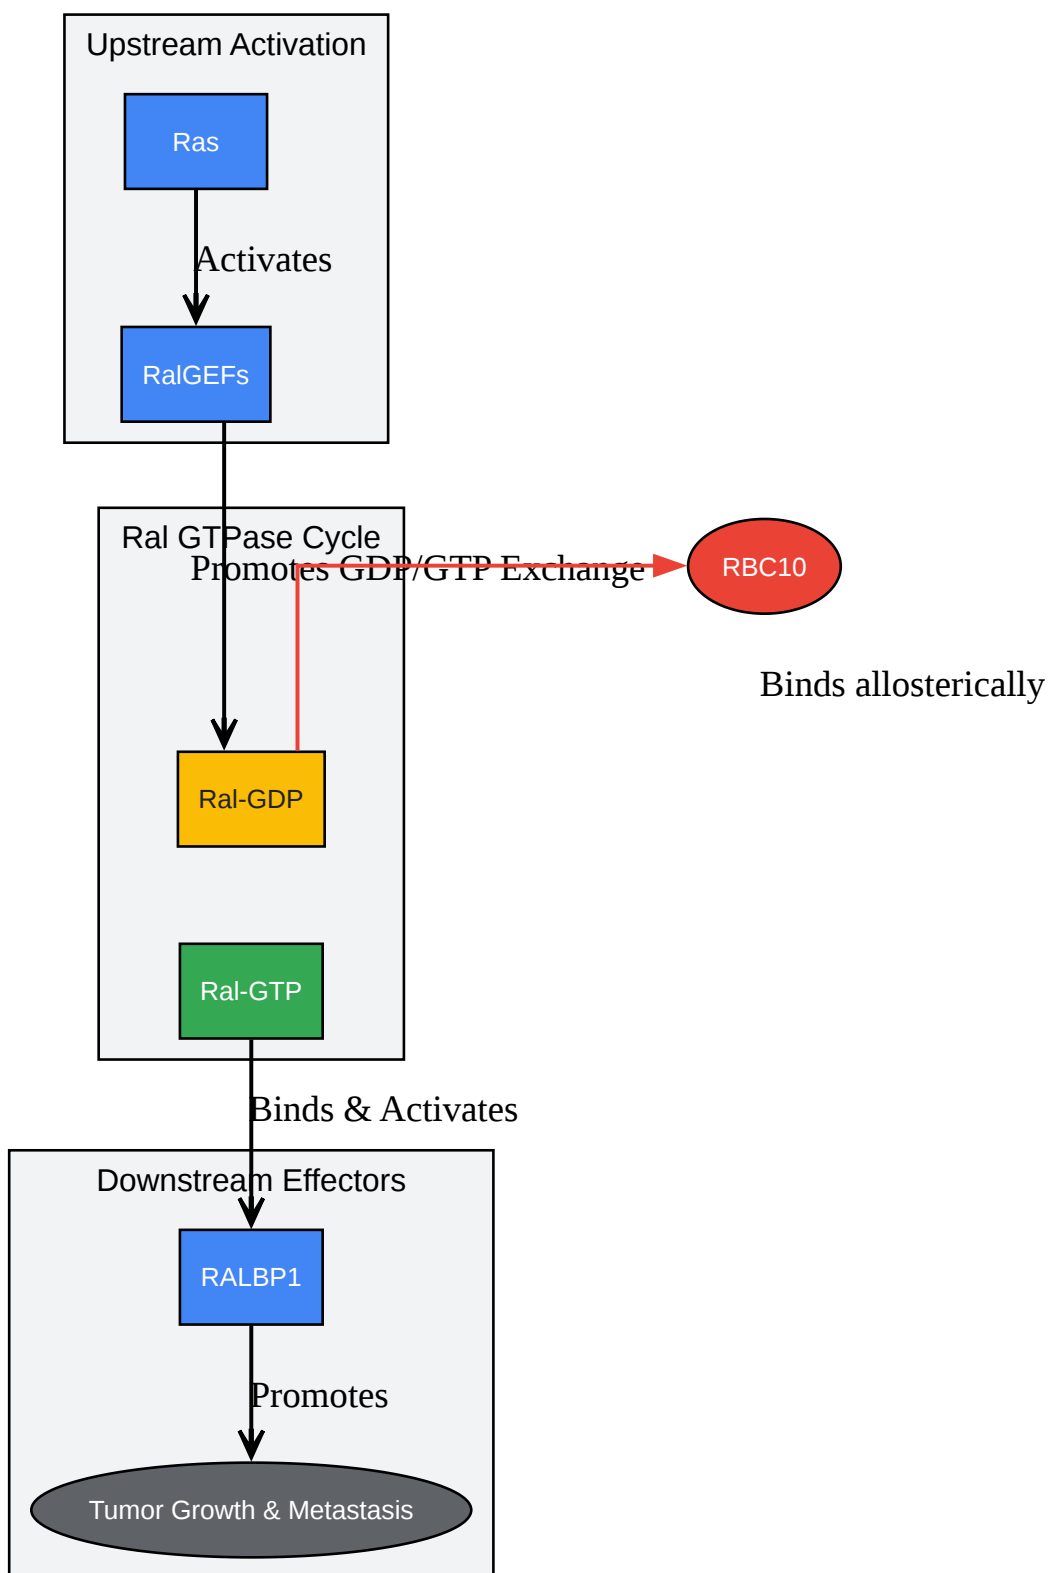 Upstream Activation
Ras
Activates
RalGEFs
Ral GTPase Cycle
Promotes GDP/GTP Exchange
RBC10
Binds allosterically
Ral-GDP
Ral-GTP
Binds & Activates
Downstream Effectors
RALBP1
Promotes
Tumor Growth & Metastasis